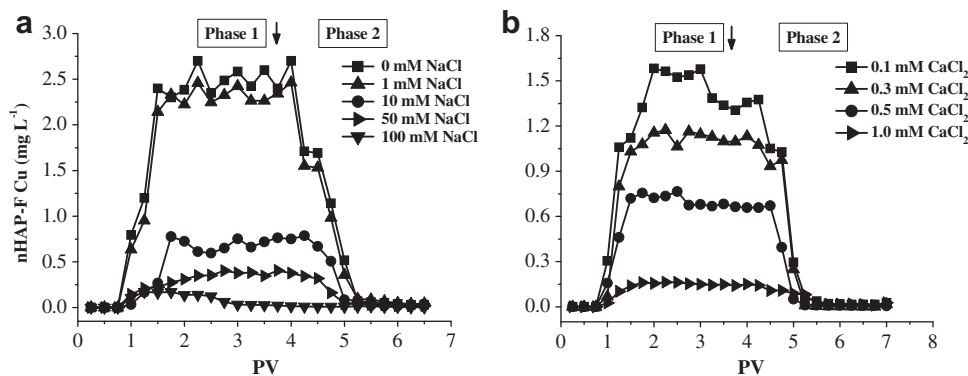 a
Phase 1
Phase 2
0 mM NaCl
1 mM NaCl
10 mM NaCl
50 mM NaCl
100 mM NaCl
nHAP-F Cu (mg L⁻¹)
3.0
2.5
2.0
1.5
1.0
0.5
0.0
0 1 2 3 4 5 6 7
PV
b
Phase 1
Phase 2
0.1 mM CaCl₂
0.3 mM CaCl₂
0.5 mM CaCl₂
1.0 mM CaCl₂
1.8
1.5
1.2
0.9
0.6
0.3
0.0
0 1 2 3 4 5 6 7 8
PV